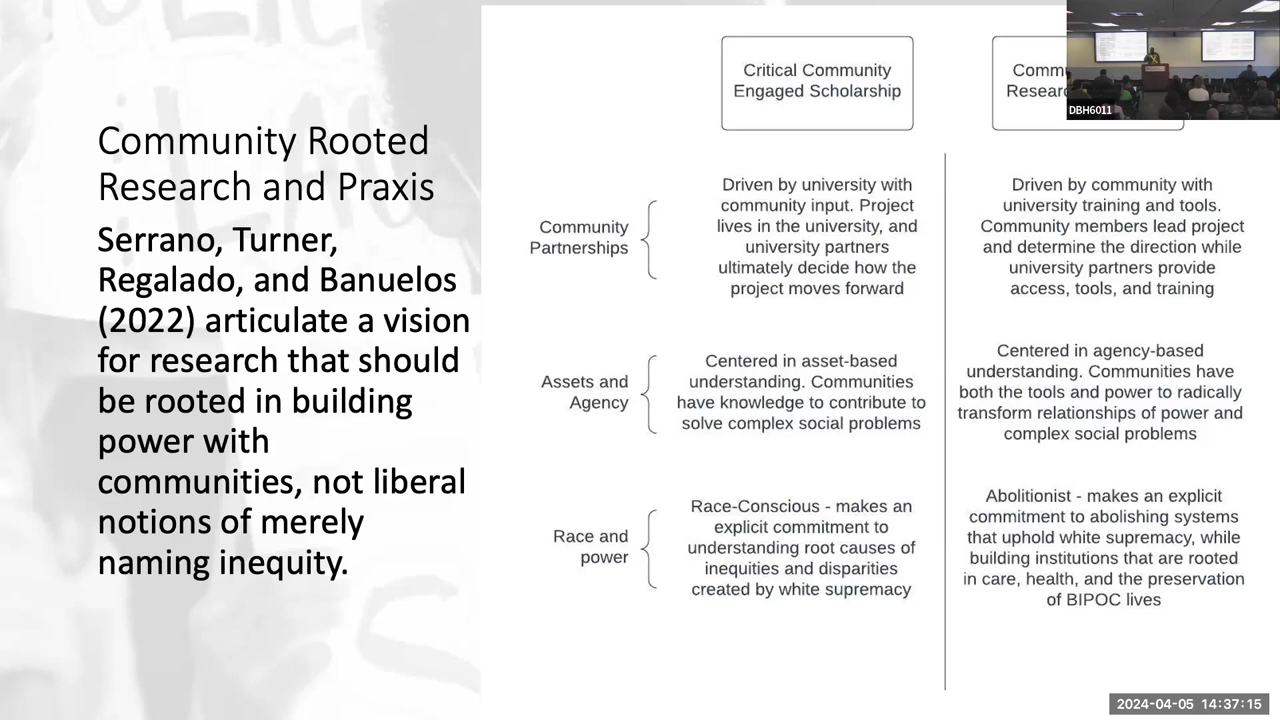 Community Rooted
Research and Praxis
Serrano, Turner,
Regalado, and Banuelos
(2022) articulate a vision
for research that should
be rooted in building
power with
communities, not liberal
notions of merely
naming inequity.
Critical Community
Engaged Scholarship
Community
Partnerships
Driven by university with
community input. Project
lives in the university, and
university partners
ultimately decide how the
project moves forward
Driven by community with
university training and tools.
Community members lead project
and determine the direction while
university partners provide
access, tools, and training
Assets and
Agency
Centered in asset-based
understanding. Communities
have knowledge to contribute to
solve complex social problems
Centered in agency-based
understanding. Communities have
both the tools and power to radically
transform relationships of power and
complex social problems
Race and
power
Race-Conscious - makes an
explicit commitment to
understanding root causes of
inequities and disparities
created by white supremacy
Abolitionist - makes an explicit
commitment to abolishing systems
that uphold white supremacy, while
building institutions that are rooted
in care, health, and the preservation
of BIPOC lives
DBH6011
2024-04-05 14:37:15